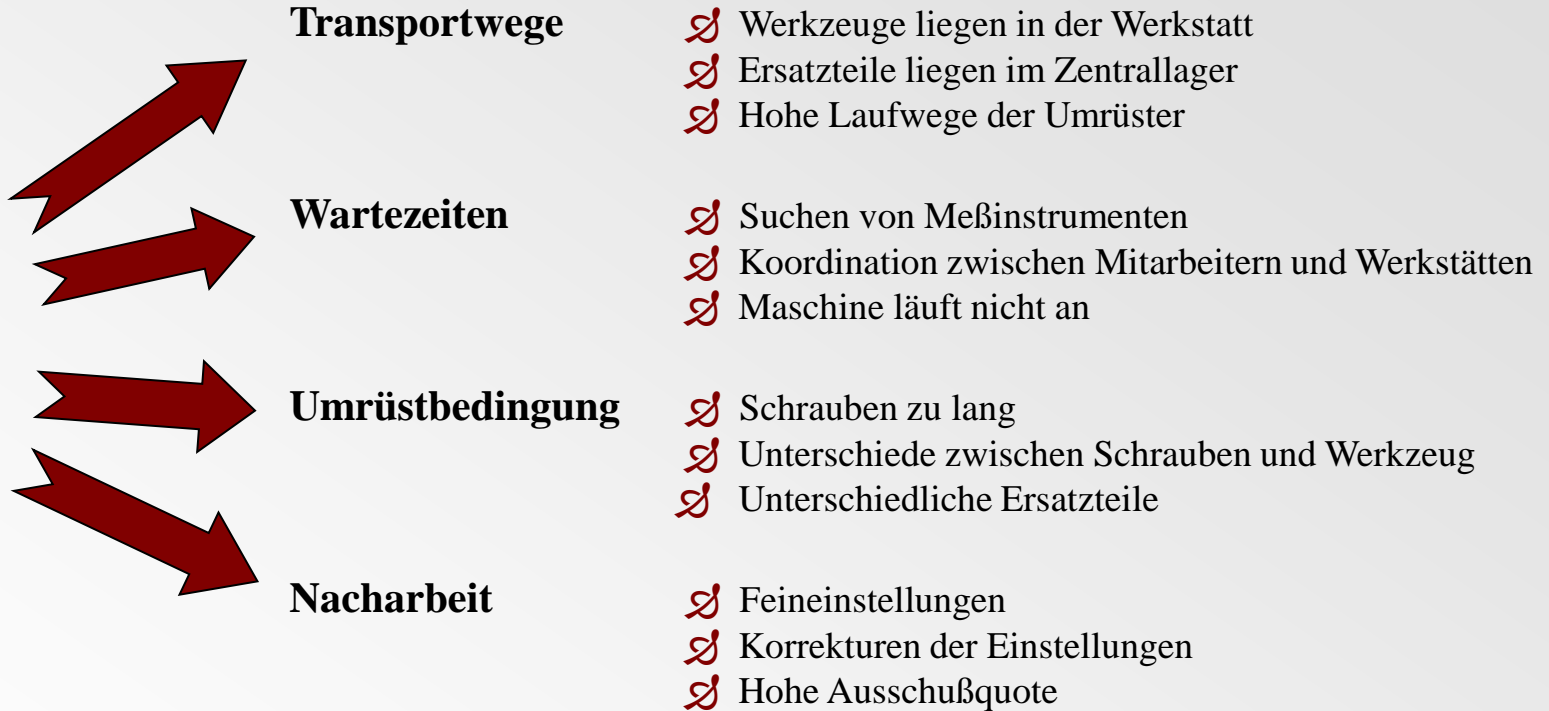 Transportwege
Werkzeuge liegen in der Werkstatt
Ersatzteile liegen im Zentrallager
Hohe Laufwege der Umrüster
Wartezeiten
Suchen von Meßinstrumenten
Koordination zwischen Mitarbeitern und Werkstätten
Maschine läuft nicht an
Umrüstbedingung
Schrauben zu lang
Unterschiede zwischen Schrauben und Werkzeug
Unterschiedliche Ersatzteile
Nacharbeit
Feineinstellungen
Korrekturen der Einstellungen
Hohe Ausschußquote